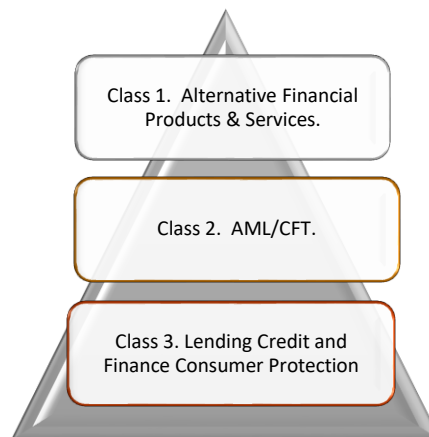 Class 1.  Alternative Financial
Products & Services.
Class 2.  AML/CFT.
Class 3. Lending Credit and
Finance Consumer Protection